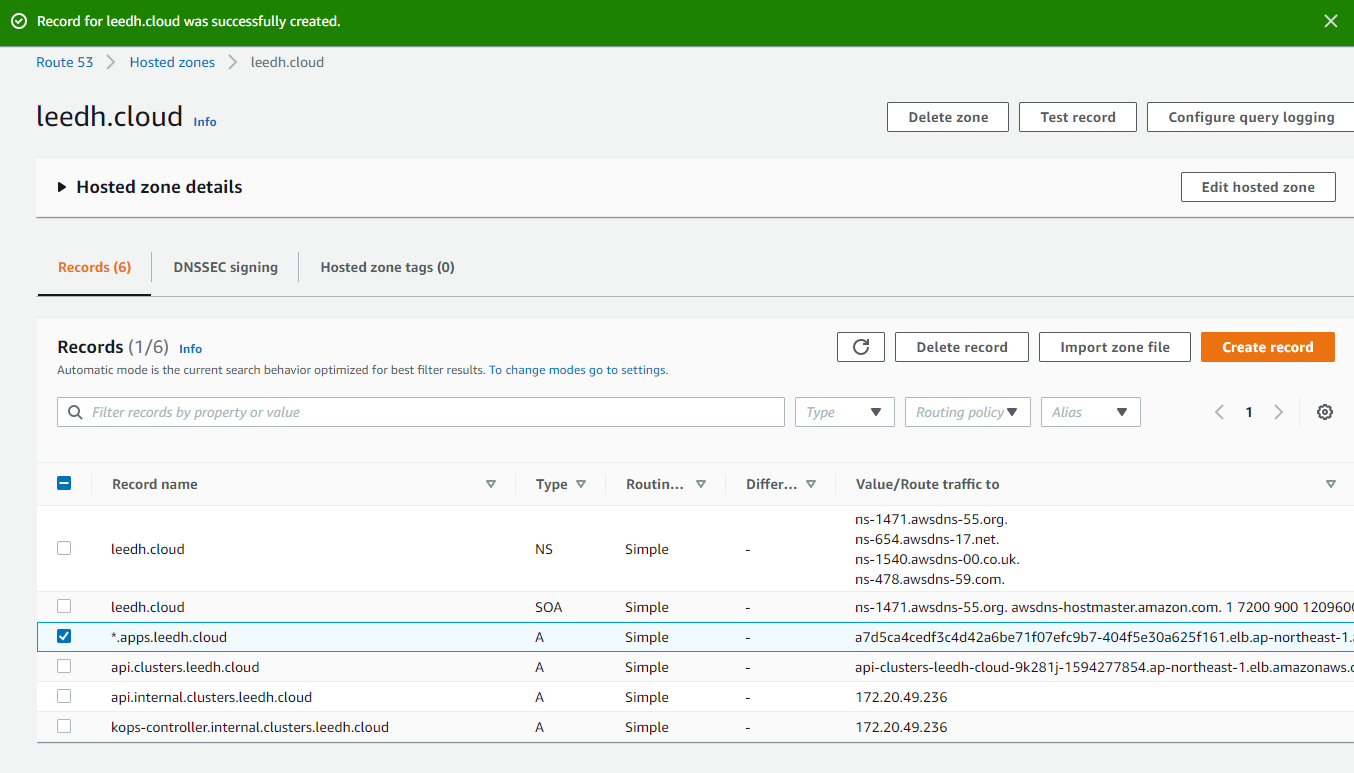 Record for leedh.cloud was successfully created.
Route 53 Hosted zones leedh.cloud
leedh.cloud Info
Delete zone Test record Configure query logging
Hosted zone details
Edit hosted zone
Records (6) DNSSEC signing Hosted zone tags (0)
Records (1/6) Info
Delete record Import zone file Create record
Automatic mode is the current search behavior optimized for best filter results. To change modes go to settings.
Filter records by property or value Type Routing policy Alias 1
Record name Type Routin... Differ... Value/Route traffic to
ns-1471.awsdns-55.org.
ns-654.awsdns-17.net.
leedh.cloud NS Simple -
ns-1540.awsdns-00.co.uk.
ns-478.awsdns-59.com.
leedh.cloud SOA Simple - ns-1471.awsdns-55.org. awsdns-hostmaster.amazon.com. 1 7200 900 1209600
*.apps.leedh.cloud A Simple - a7d5ca4cedf3c4d42a6be71f07efc9b7-404f5e30a625f161.elb.ap-northeast-1.a
api.clusters.leedh.cloud A Simple - api-clusters-leedh-cloud-9k281j-1594277854.ap-northeast-1.elb.amazonaws.c
api.internal.clusters.leedh.cloud A Simple - 172.20.49.236
kops-controller.internal.clusters.leedh.cloud A Simple - 172.20.49.236